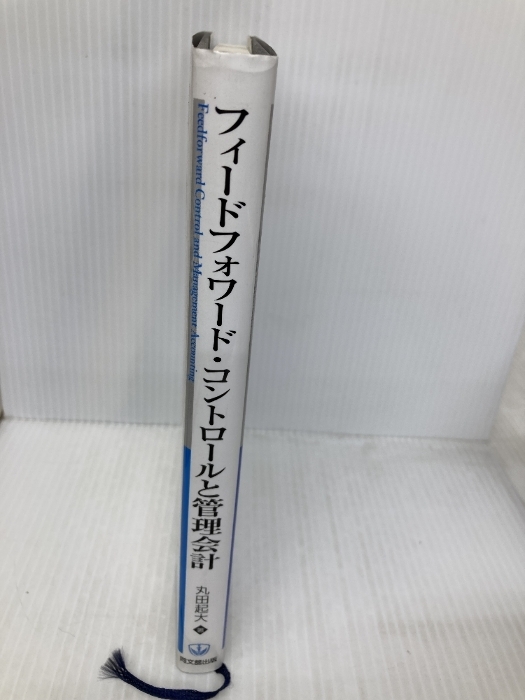 フィードフォワード・コントロールと管理会計
Feedforward Control and Management Accounting
丸田起大 著
同文舘出版